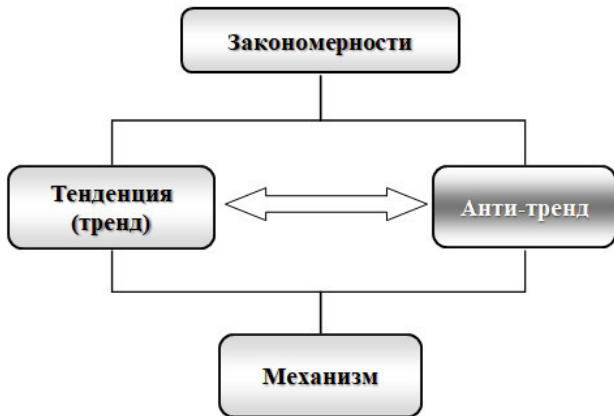 Закономерности
Тенденция
(тренд)
Анти-тренд
Механизм